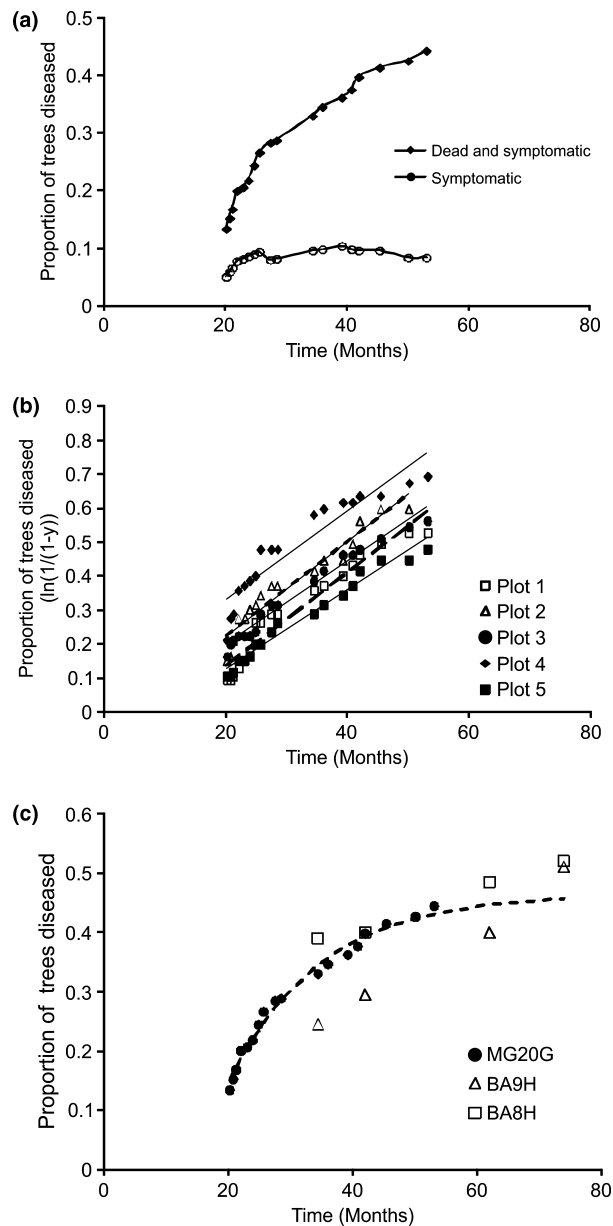 (a)
Proportion of trees diseased
0.5
0.4
0.3
0.2
0.1
0
Dead and symptomatic
Symptomatic
0 20 40 60 80
Time (Months)
(b)
Proportion of trees diseased
(ln(1/(1-y))
0.9
0.8
0.7
0.6
0.5
0.4
0.3
0.2
0.1
0
Plot 1
Plot 2
Plot 3
Plot 4
Plot 5
0 20 40 60 80
Time (Months)
(c)
Proportion of trees diseased
0.6
0.5
0.4
0.3
0.2
0.1
0
MG20G
BA9H
BA8H
0 20 40 60 80
Time (Months)